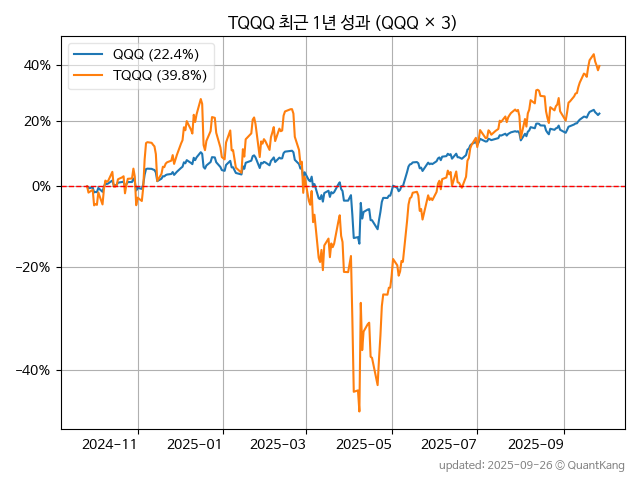 TQQQ 최근 1년 성과 (QQQ × 3)
QQQ (22.4%)
TQQQ (39.8%)
40%
20%
0%
−20%
−40%
2024−11
2025−01
2025−03
2025−05
2025−07
2025−09
updated: 2025-09-26 © QuantKang